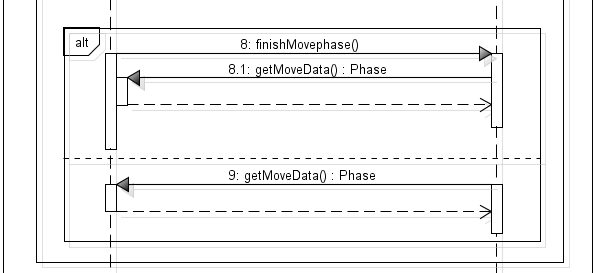 alt
8: finishMovephase()
8.1: getMoveData() : Phase
9: getMoveData() : Phase